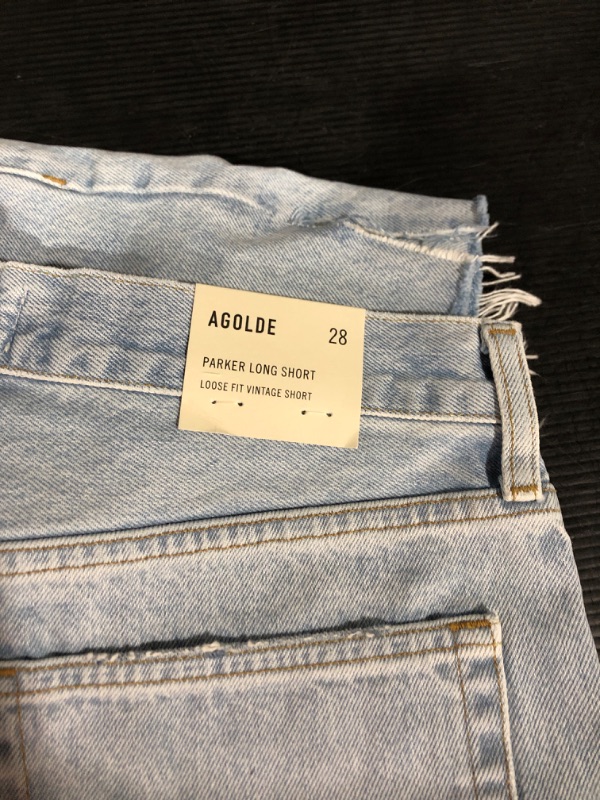 AGOLDE 28
PARKER LONG SHORT
LOOSE FIT VINTAGE SHORT